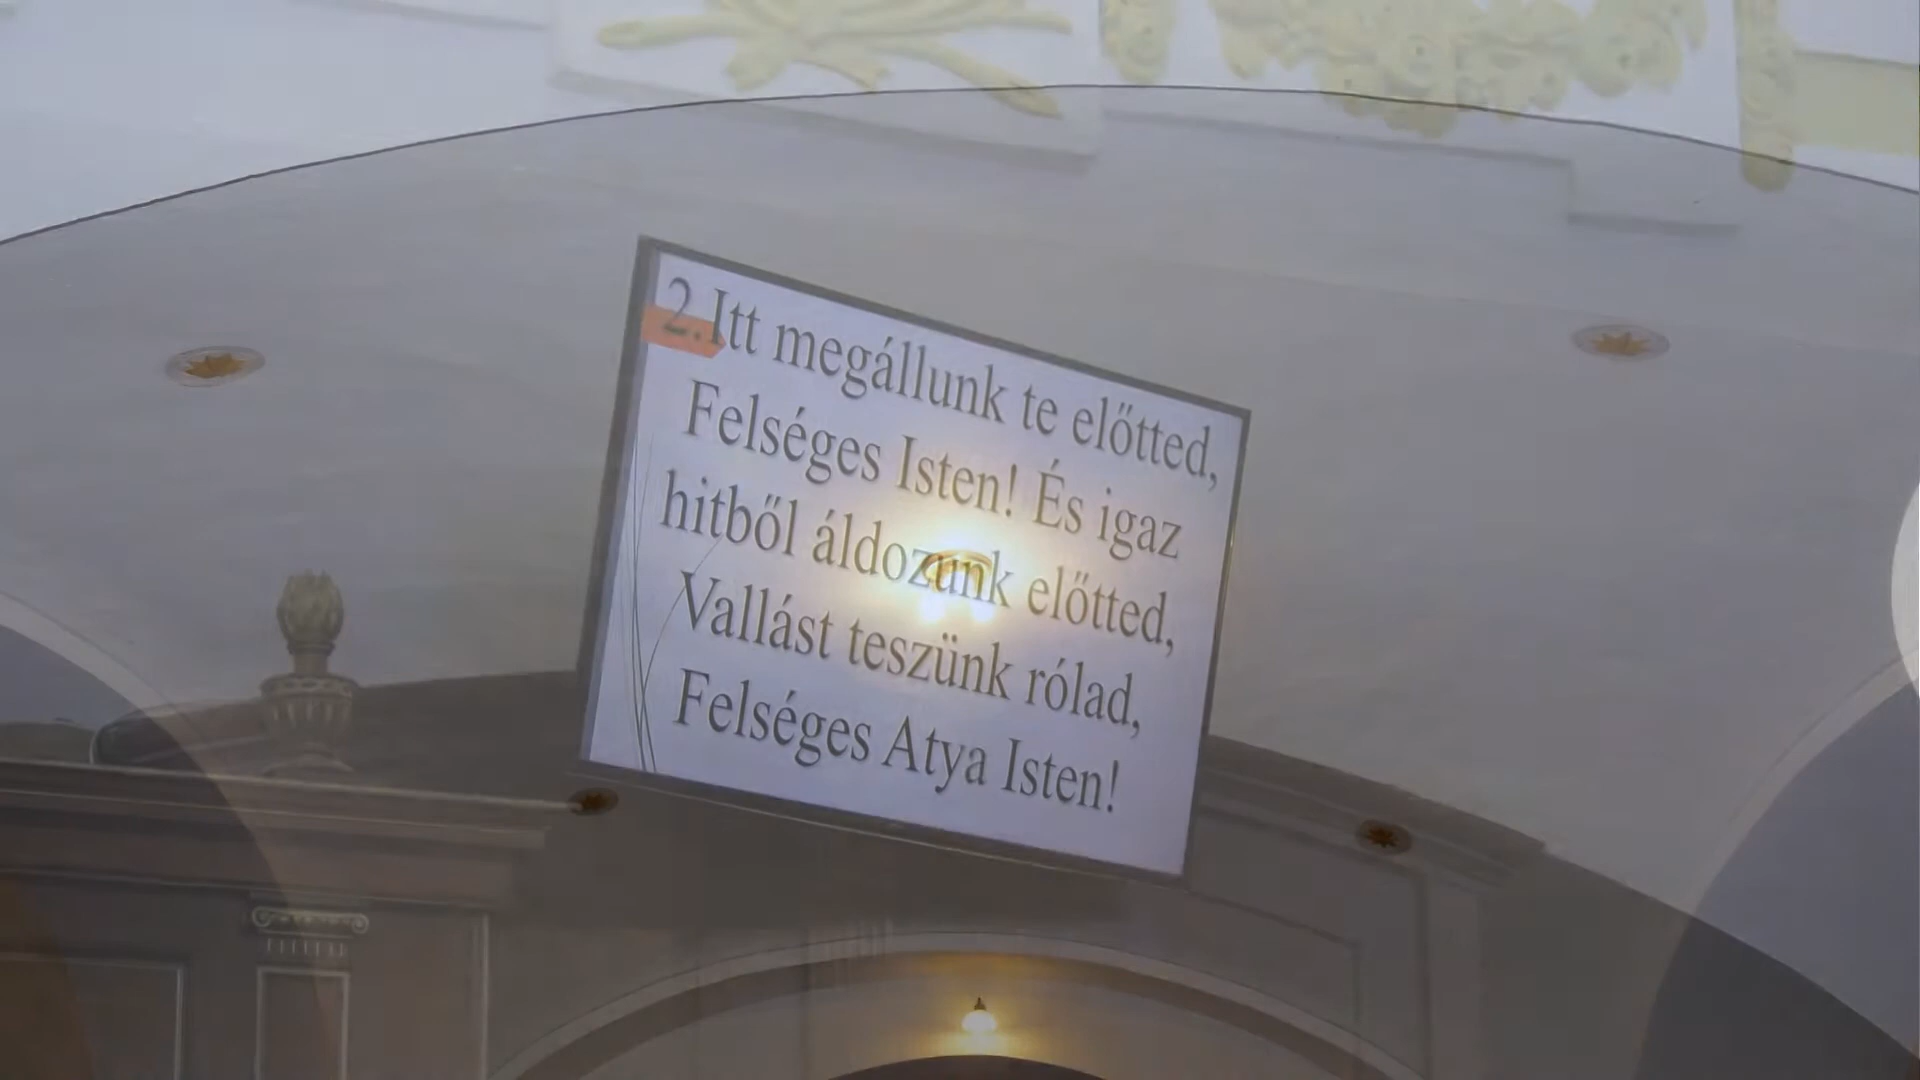 2.Itt megállunk te előtted,
Felséges Isten! És igaz
hitből áldozunk előtted,
Vallást teszünk rólad,
Felséges Atya Isten!